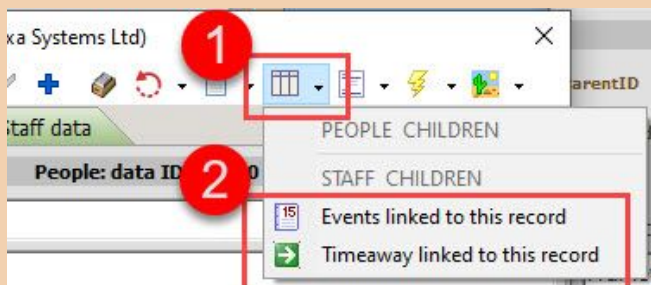 xa Systems Ltd)
1
arentID
Staff data
PEOPLE CHILDREN
People: data ID
0
2
STAFF CHILDREN
15
Events linked to this record
Timeaway linked to this record